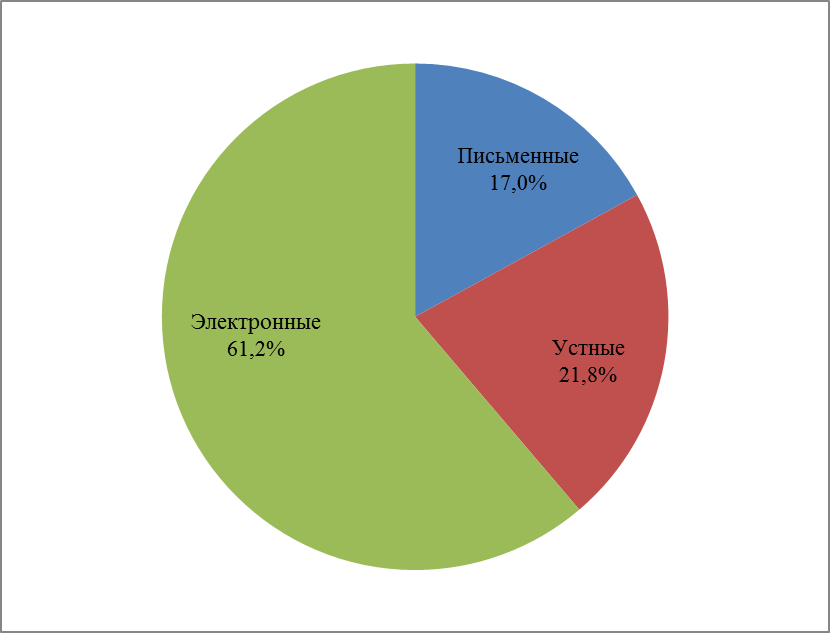 Письменные
17,0%
Электронные
61,2%
Устные
21,8%